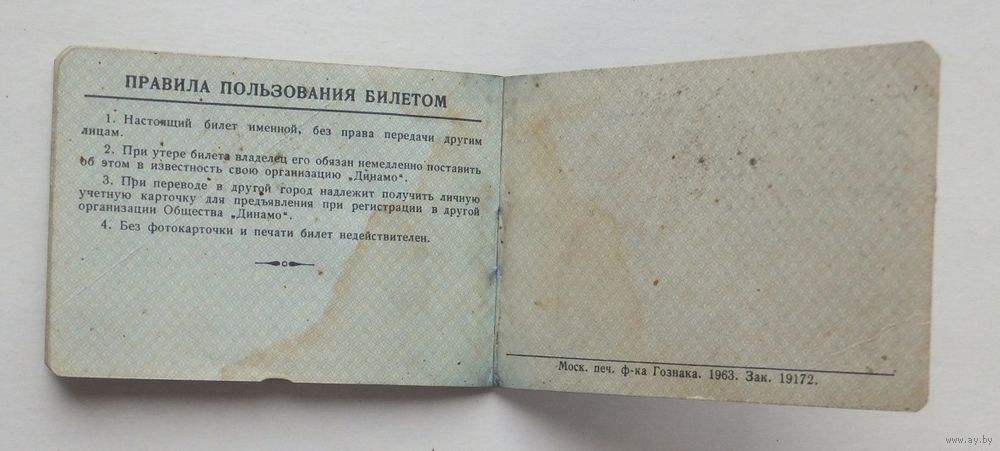 ПРАВИЛА ПОЛЬЗОВАНИЯ БИЛЕТОМ
1. Настоящий билет именной, без права передачи другим
лицам.
2. При утере билета владелец его обязан немедленно поставить
об этом в известность свою организацию „Динамо“.
3. При переводе в другой город надлежит получить личную
учетную карточку для предъявления при регистрации в другой
организации Общества „Динамо“.
4. Без фотокарточки и печати билет недействителен.
Моск. печ. ф-ка Гознака. 1963. Зак. 19172.
www.ay.by